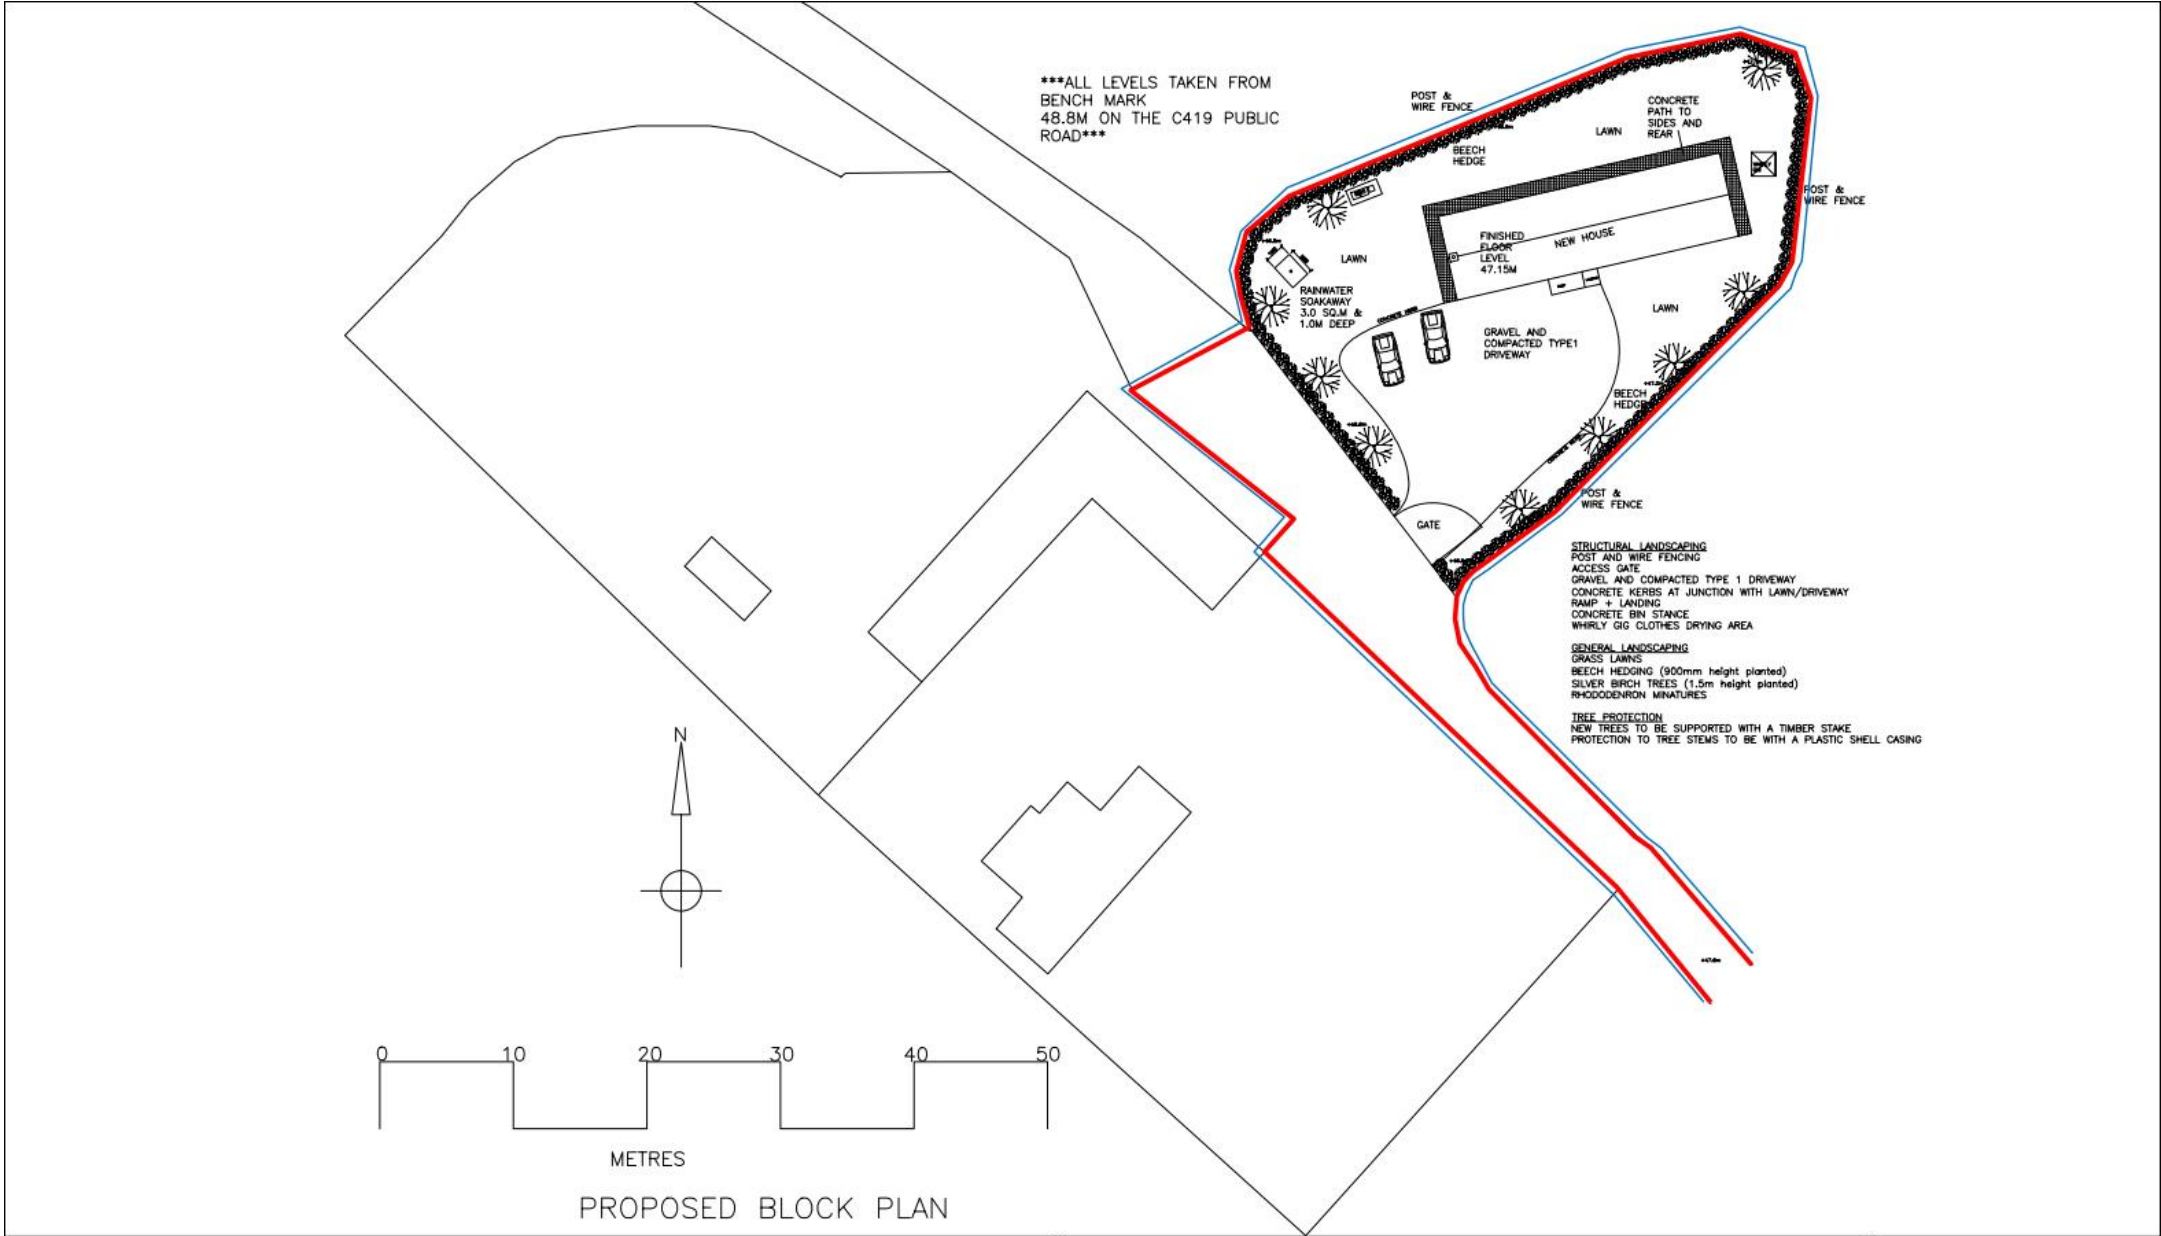 ***ALL LEVELS TAKEN FROM
BENCH MARK
48.8M ON THE C419 PUBLIC
ROAD***
POST &
WIRE FENCE
CONCRETE
PATH TO
SIDES AND
REAR
LAWN
BEECH
HEDGE
POST &
WIRE FENCE
FINISHED
FLOOR
LEVEL
47.15M
NEW HOUSE
LAWN
RAINWATER
SOAKAWAY
3.0 SQ.M &
1.0M DEEP
LAWN
CONCRETE KERB
GRAVEL AND
COMPACTED TYPE1
DRIVEWAY
BEECH
HEDGE
CONCRETE KERB
POST &
WIRE FENCE
GATE
STRUCTURAL LANDSCAPING
POST AND WIRE FENCING
ACCESS GATE
GRAVEL AND COMPACTED TYPE 1 DRIVEWAY
CONCRETE KERBS AT JUNCTION WITH LAWN/DRIVEWAY
RAMP + LANDING
CONCRETE BIN STANCE
WHIRLY GIG CLOTHES DRYING AREA
GENERAL LANDSCAPING
GRASS LAWNS
BEECH HEDGING (900mm height planted)
SILVER BIRCH TREES (1.5m height planted)
RHODODENRON MINATURES
TREE PROTECTION
NEW TREES TO BE SUPPORTED WITH A TIMBER STAKE
PROTECTION TO TREE STEMS TO BE WITH A PLASTIC SHELL CASING
N
0 10 20 30 40 50
METRES
PROPOSED BLOCK PLAN